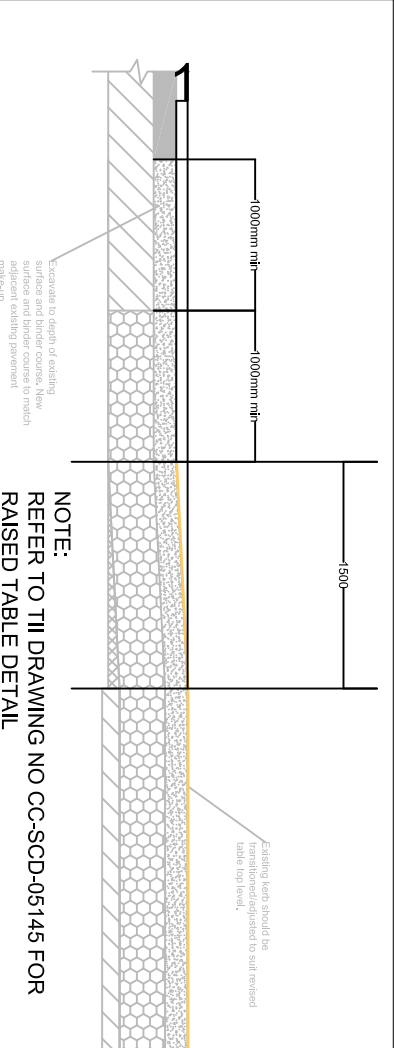 1
1000mm min
1000mm min
1500
Existing kerb should be
transitioned/adjusted to suit revised
table top level.
Excavate to depth of existing
surface and binder course. New
surface and binder course to match
adjacent existing pavement
make-up
NOTE:
REFER TO TII DRAWING NO CC-SCD-05145 FOR
RAISED TABLE DETAIL